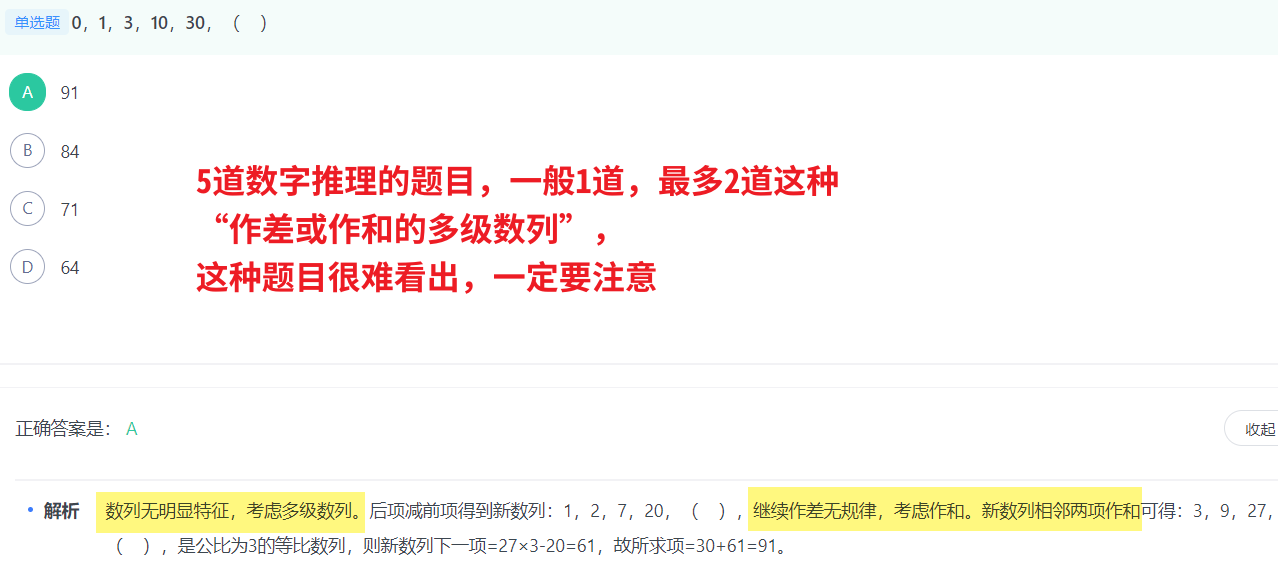 单选题 0，1，3，10，30，（ ）
A 91
B 84
C 71
D 64
5道数字推理的题目，一般1道，最多2道这种
“作差或作和的多级数列”，
这种题目很难看出，一定要注意
正确答案是： A
收起
• 解析 数列无明显特征，考虑多级数列。后项减前项得到新数列：1，2，7，20，（ ），继续作差无规律，考虑作和。新数列相邻两项作和可得：3，9，27，
（ ），是公比为3的等比数列，则新数列下一项=27×3-20=61，故所求项=30+61=91。